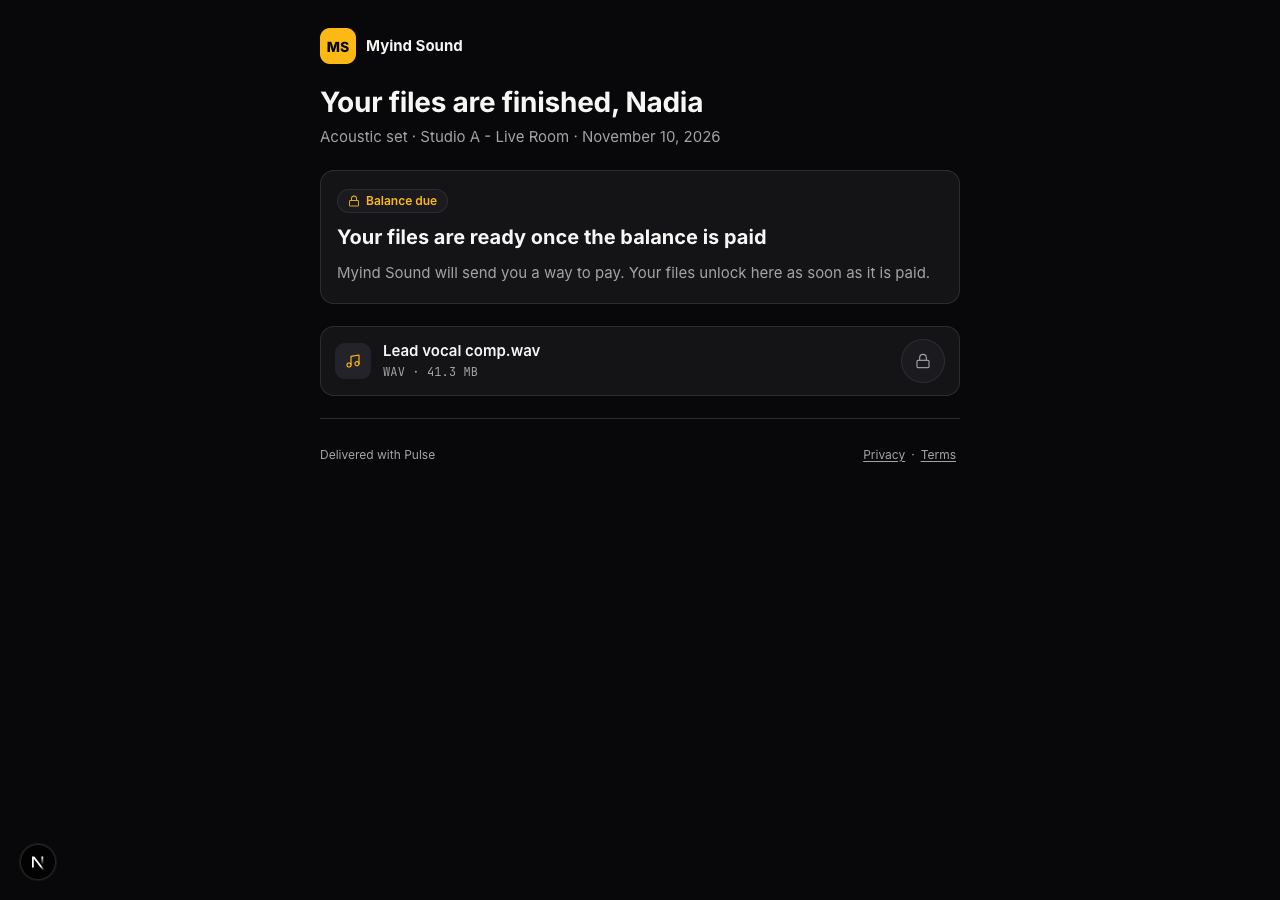 MS
Myind Sound
Your files are finished, Nadia
Acoustic set · Studio A - Live Room · November 10, 2026
Balance due
Your files are ready once the balance is paid
Myind Sound will send you a way to pay. Your files unlock here as soon as it is paid.
Lead vocal comp.wav
WAV · 41.3 MB
Delivered with Pulse
Privacy · Terms
N